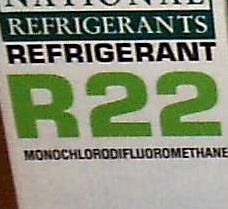 NATIONAL
REFRIGERANTS
REFRIGERANT
R22
MONOCHLORODIFLUOROMETHANE